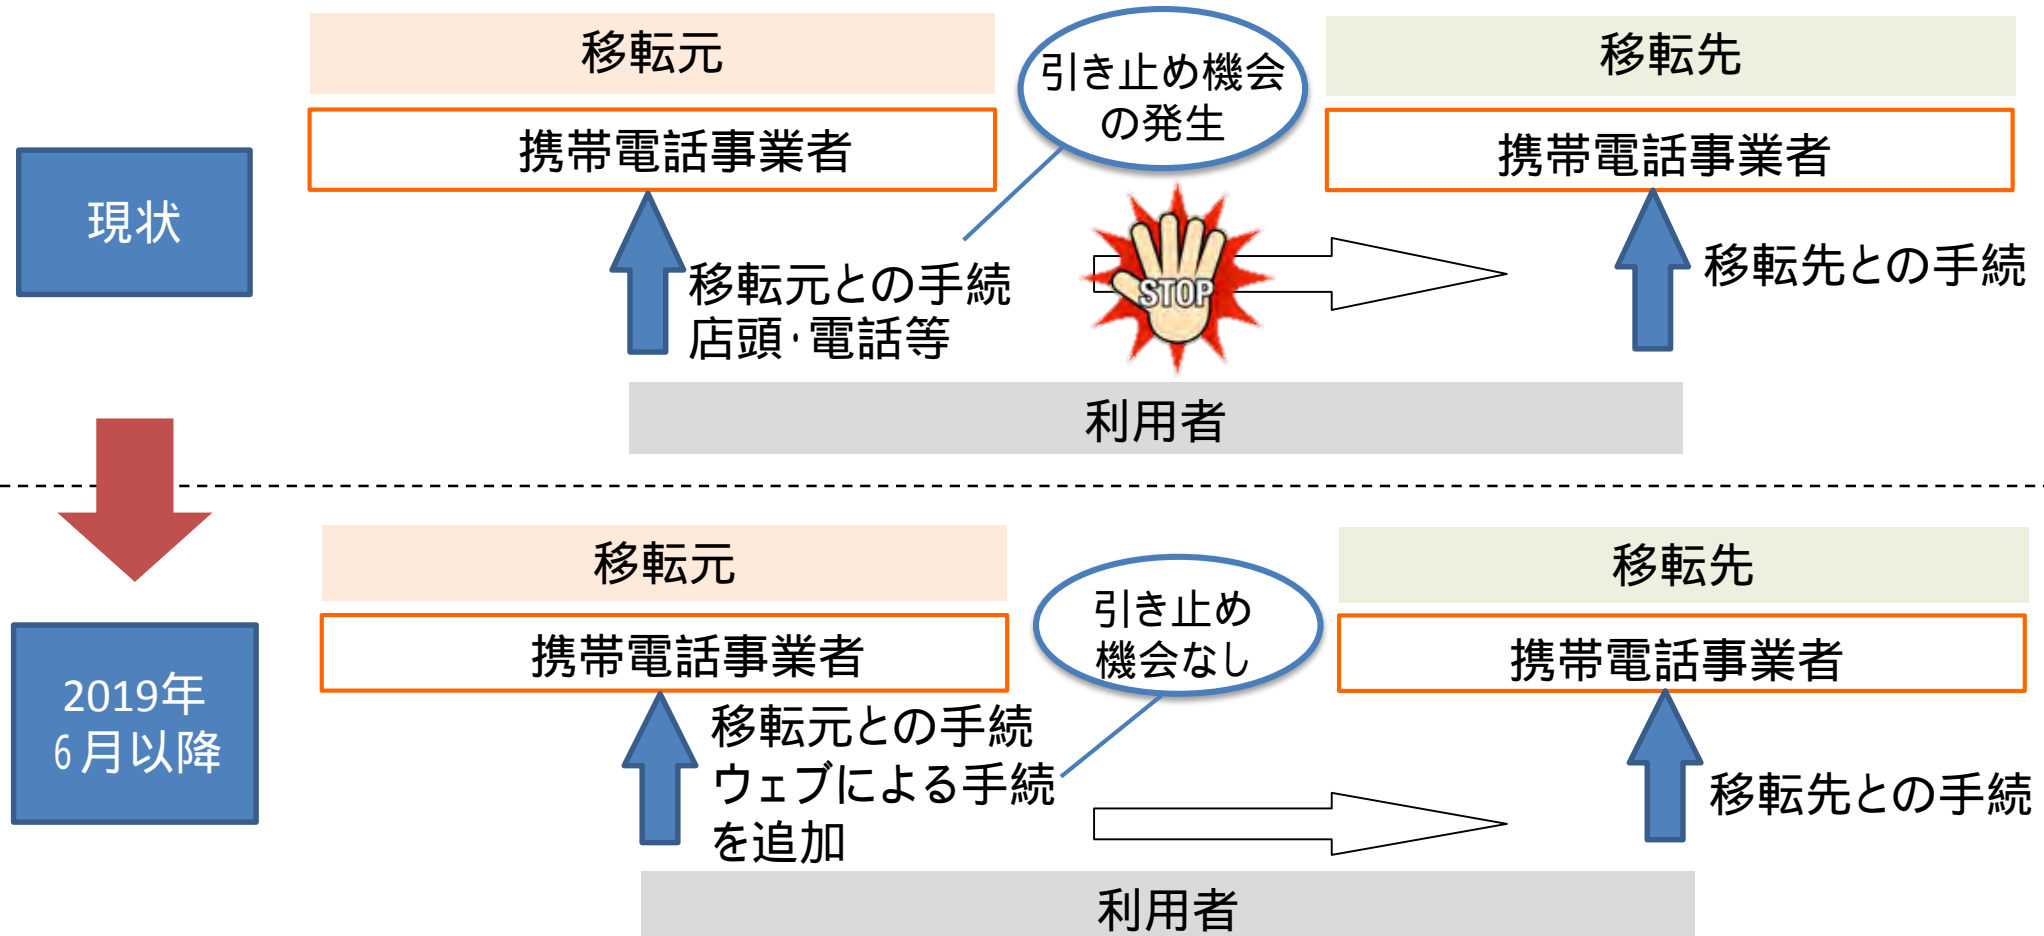 移転元
引き止め機会
の発生
移転先
携帯電話事業者
携帯電話事業者
現状
移転元との手続
店頭・電話等
STOP
移転先との手続
利用者
移転元
引き止め
機会なし
移転先
携帯電話事業者
携帯電話事業者
2019年
6月以降
移転元との手続
ウェブによる手続
を追加
移転先との手続
利用者